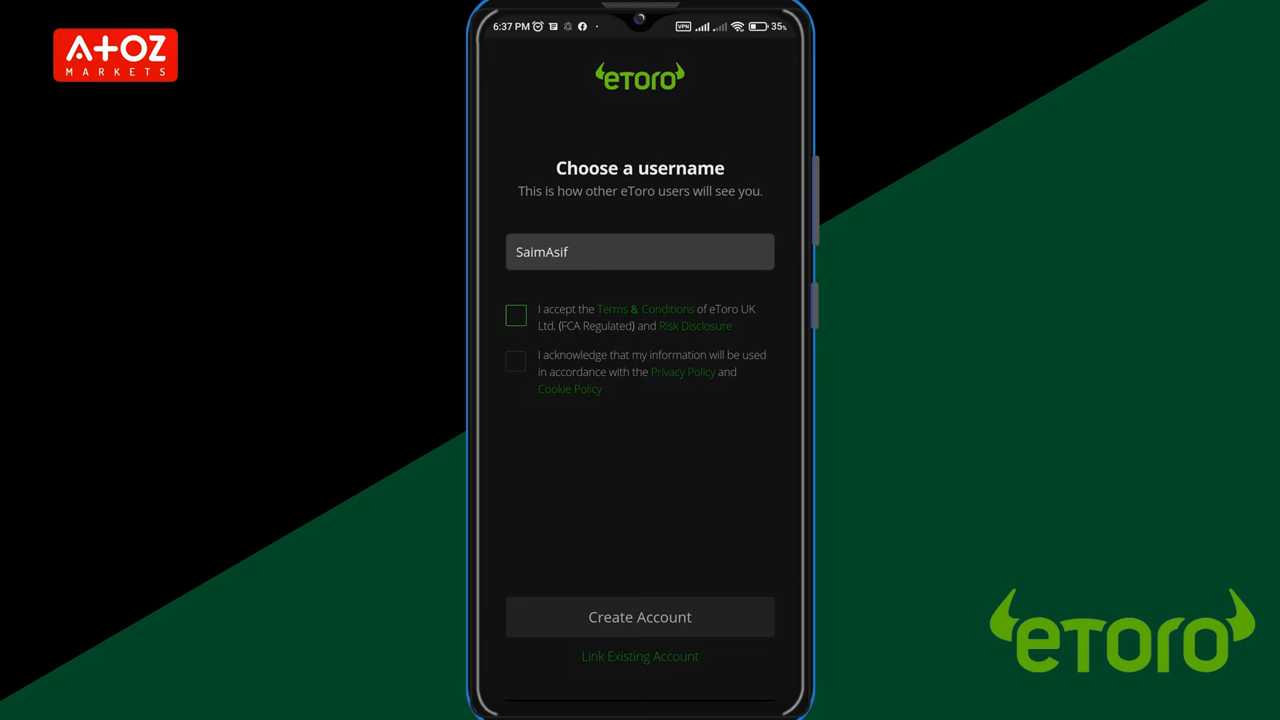 A+OZ
MARKETS
6:37 PM
VPN
35%
eToro
Choose a username
This is how other eToro users will see you.
SaimAsif
I accept the Terms & Conditions of eToro UK
Ltd. (FCA Regulated) and Risk Disclosure
I acknowledge that my information will be used
in accordance with the Privacy Policy and
Cookie Policy
Create Account
Link Existing Account
eToro